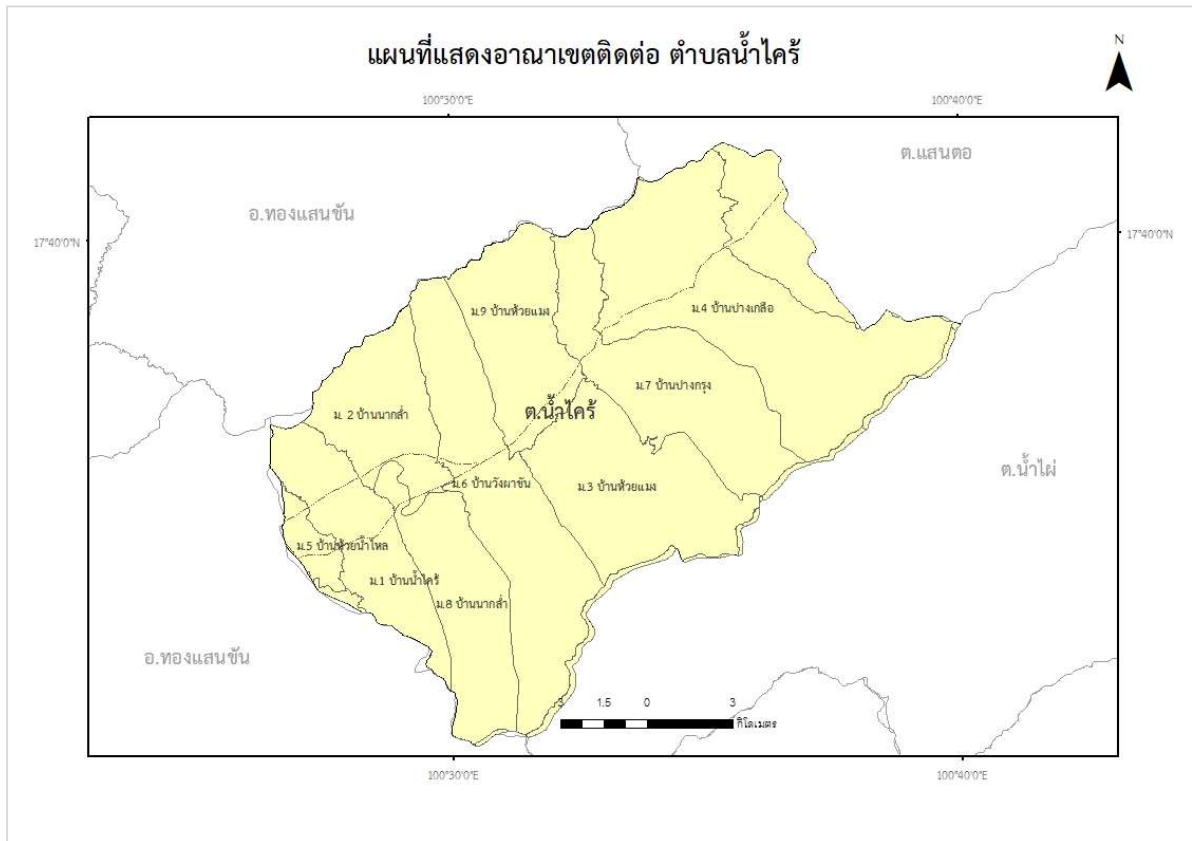 แผนที่แสดงอาณาเขตติดต่อ ตำบลน้ำไคร้
N
100°30'0"E
100°40'0"E
ต.แสนตอ
อ.ทองแสนขัน
17°40'0"N
17°40'0"N
ม.9 บ้านห้วยแมง
ม.4 บ้านปางเกลือ
ม.7 บ้านปางกรุง
ม. 2 บ้านนากล่ำ
ต.น้ำไคร้
ต.น้ำไผ่
ม.6 บ้านวังผาชัน
ม.3 บ้านห้วยแมง
ม.5 บ้านห้วยน้ำไหล
ม.1 บ้านน้ำไคร้
ม.8 บ้านนากล่ำ
อ.ทองแสนขัน
3 1.5 0 3
กิโลเมตร
100°30'0"E
100°40'0"E